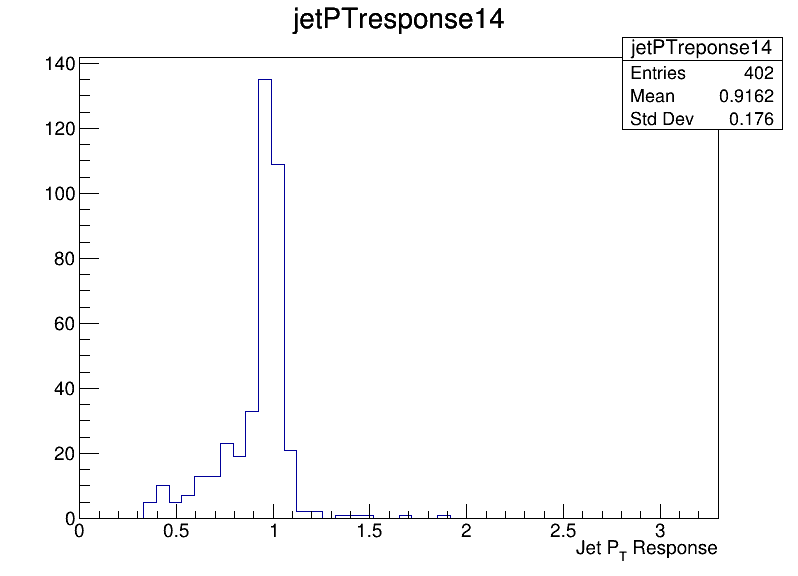 jetPTresponse14
jetPTreponse14
Entries 402
Mean 0.9162
Std Dev 0.176
140
120
100
80
60
40
20
0
0 0.5 1 1.5 2 2.5 3
Jet PT Response